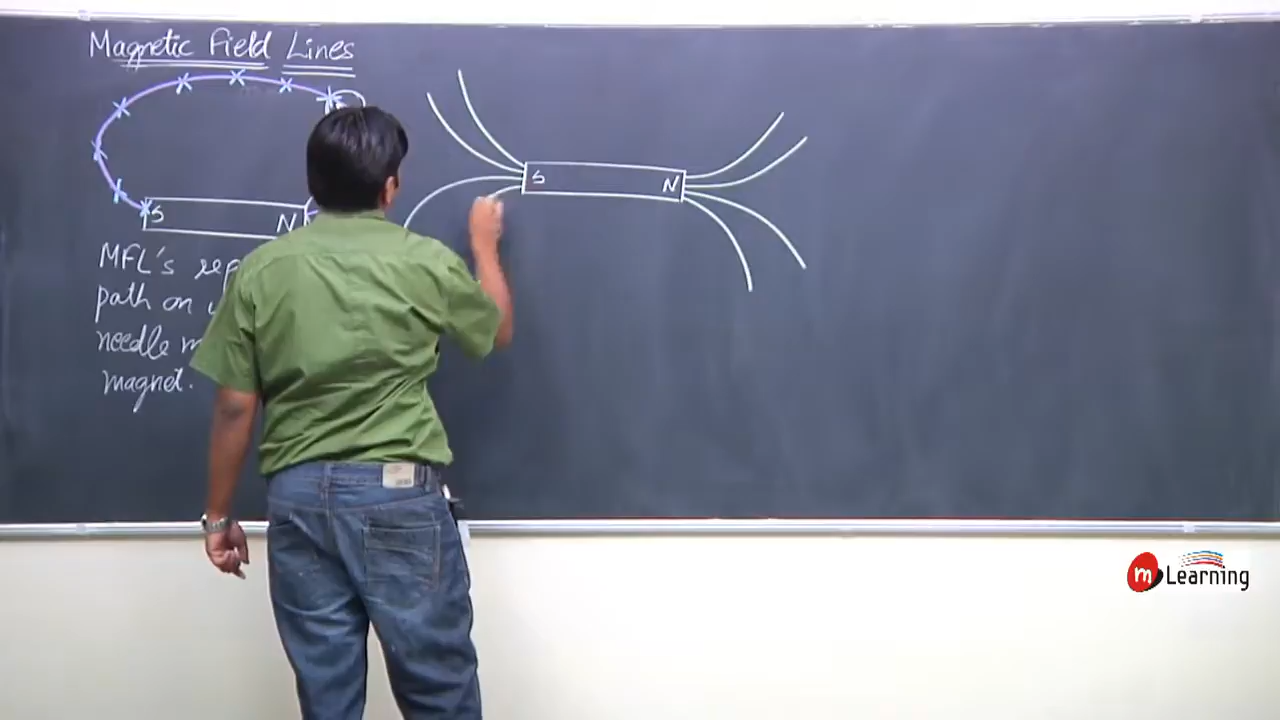 Magnetic Field Lines
S N
MFL's
path on
needle
magnet.
S N
m Learning